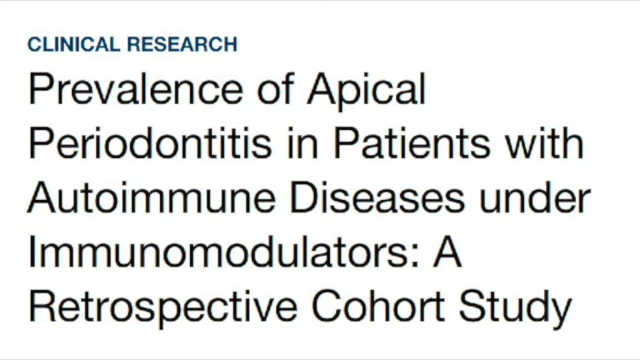 CLINICAL RESEARCH
Prevalence of Apical
Periodontitis in Patients with
Autoimmune Diseases under
Immunomodulators: A
Retrospective Cohort Study